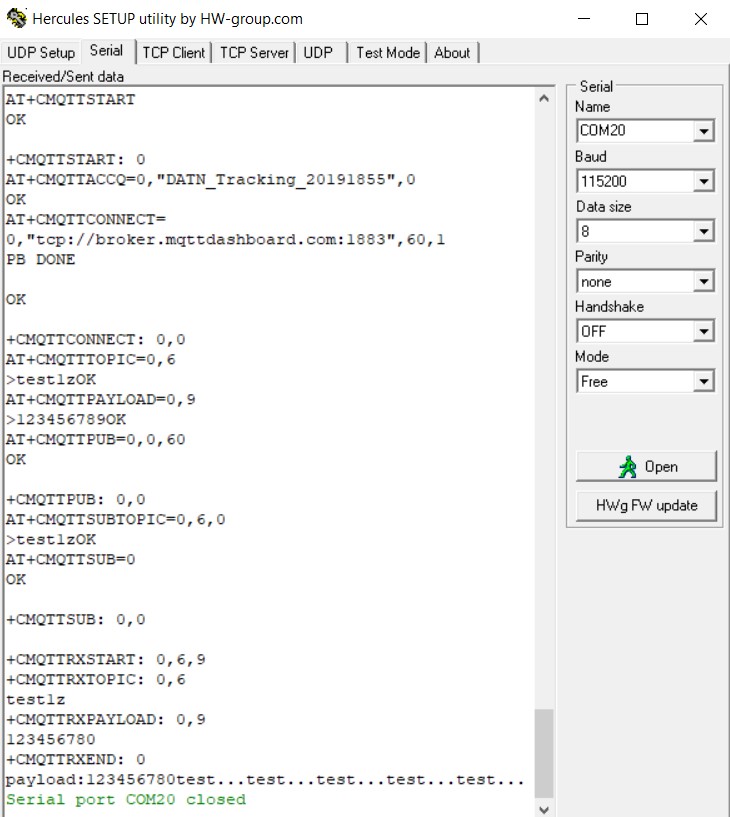 Hercules SETUP utility by HW-group.com
UDP Setup Serial TCP Client TCP Server UDP Test Mode About
Received/Sent data
AT+CMQTTSTART
OK
+CMQTTSTART: 0
AT+CMQTTACCQ=0,"DATN_Tracking_20191855",0
OK
AT+CMQTTCONNECT=
0,"tcp://broker.mqttdashboard.com:1883",60,1
PB DONE
OK
+CMQTTCONNECT: 0,0
AT+CMQTTTOPIC=0,6
>test1zOK
AT+CMQTTPAYLOAD=0,9
>123456789OK
AT+CMQTTPUB=0,0,60
OK
+CMQTTPUB: 0,0
AT+CMQTTSUBTOPIC=0,6,0
>test1zOK
AT+CMQTTSUB=0
OK
+CMQTTSUB: 0,0
+CMQTTRXSTART: 0,6,9
+CMQTTRXTOPIC: 0,6
test1z
+CMQTTRXPAYLOAD: 0,9
123456780
+CMQTTRXEND: 0
payload:123456780test...test...test...test...test...
Serial port COM20 closed
Serial
Name
COM20
Baud
115200
Data size
8
Parity
none
Handshake
OFF
Mode
Free
Open
HWg FW update